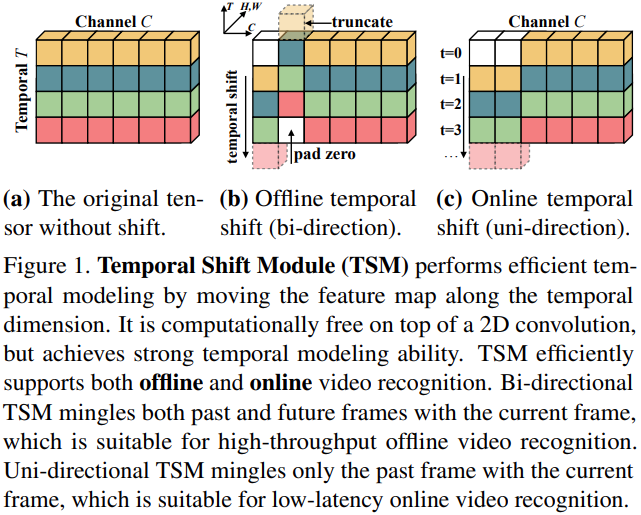 Channel C
Temporal T
T
H,W
C
truncate
temporal shift
pad zero
Channel C
t=0
t=1
t=2
t=3
...
(a) The original ten-
sor without shift.
(b) Offline temporal
shift (bi-direction).
(c) Online temporal
shift (uni-direction).
Figure 1. Temporal Shift Module (TSM) performs efficient tem-
poral modeling by moving the feature map along the temporal
dimension. It is computationally free on top of a 2D convolution,
but achieves strong temporal modeling ability. TSM efficiently
supports both offline and online video recognition. Bi-directional
TSM mingles both past and future frames with the current frame,
which is suitable for high-throughput offline video recognition.
Uni-directional TSM mingles only the past frame with the current
frame, which is suitable for low-latency online video recognition.